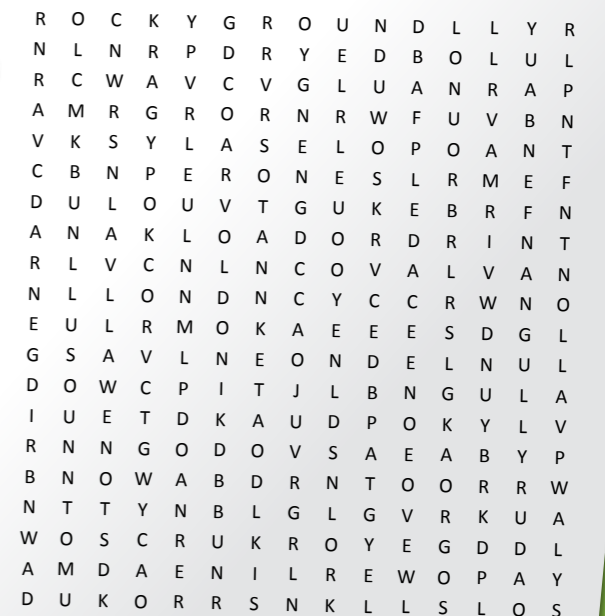 R O C K Y G R O U N D L L Y R
N L N R P D R Y E D B O L U L
R C W A V C V G L U A N R A P
A M R G R O R N R W F U V B N
V K S Y L A S E L O P O A N T
C B N P E R O N E S L R M E F
D U L O U V T G U K E B R F N
A N A K L O A D O R D R I N T
R L V C N L N C O V A L V A N
N L L O N D N C Y C C R W N O
E U L R M O K A E E E S D G L
G S A V L N E O N D E L N U L
D O W C P I T J L B N G U L A
I U E T D K A U D P O K Y L V
R N N G O D O V S A E A B Y P
B N O W A B D R N T O O R R W
N T T Y N B L G L G V R K U A
W O S C R U K R O Y E G D D L
A M D A E N I L R E W O P A Y
D U K O R R S N K L L S L O S